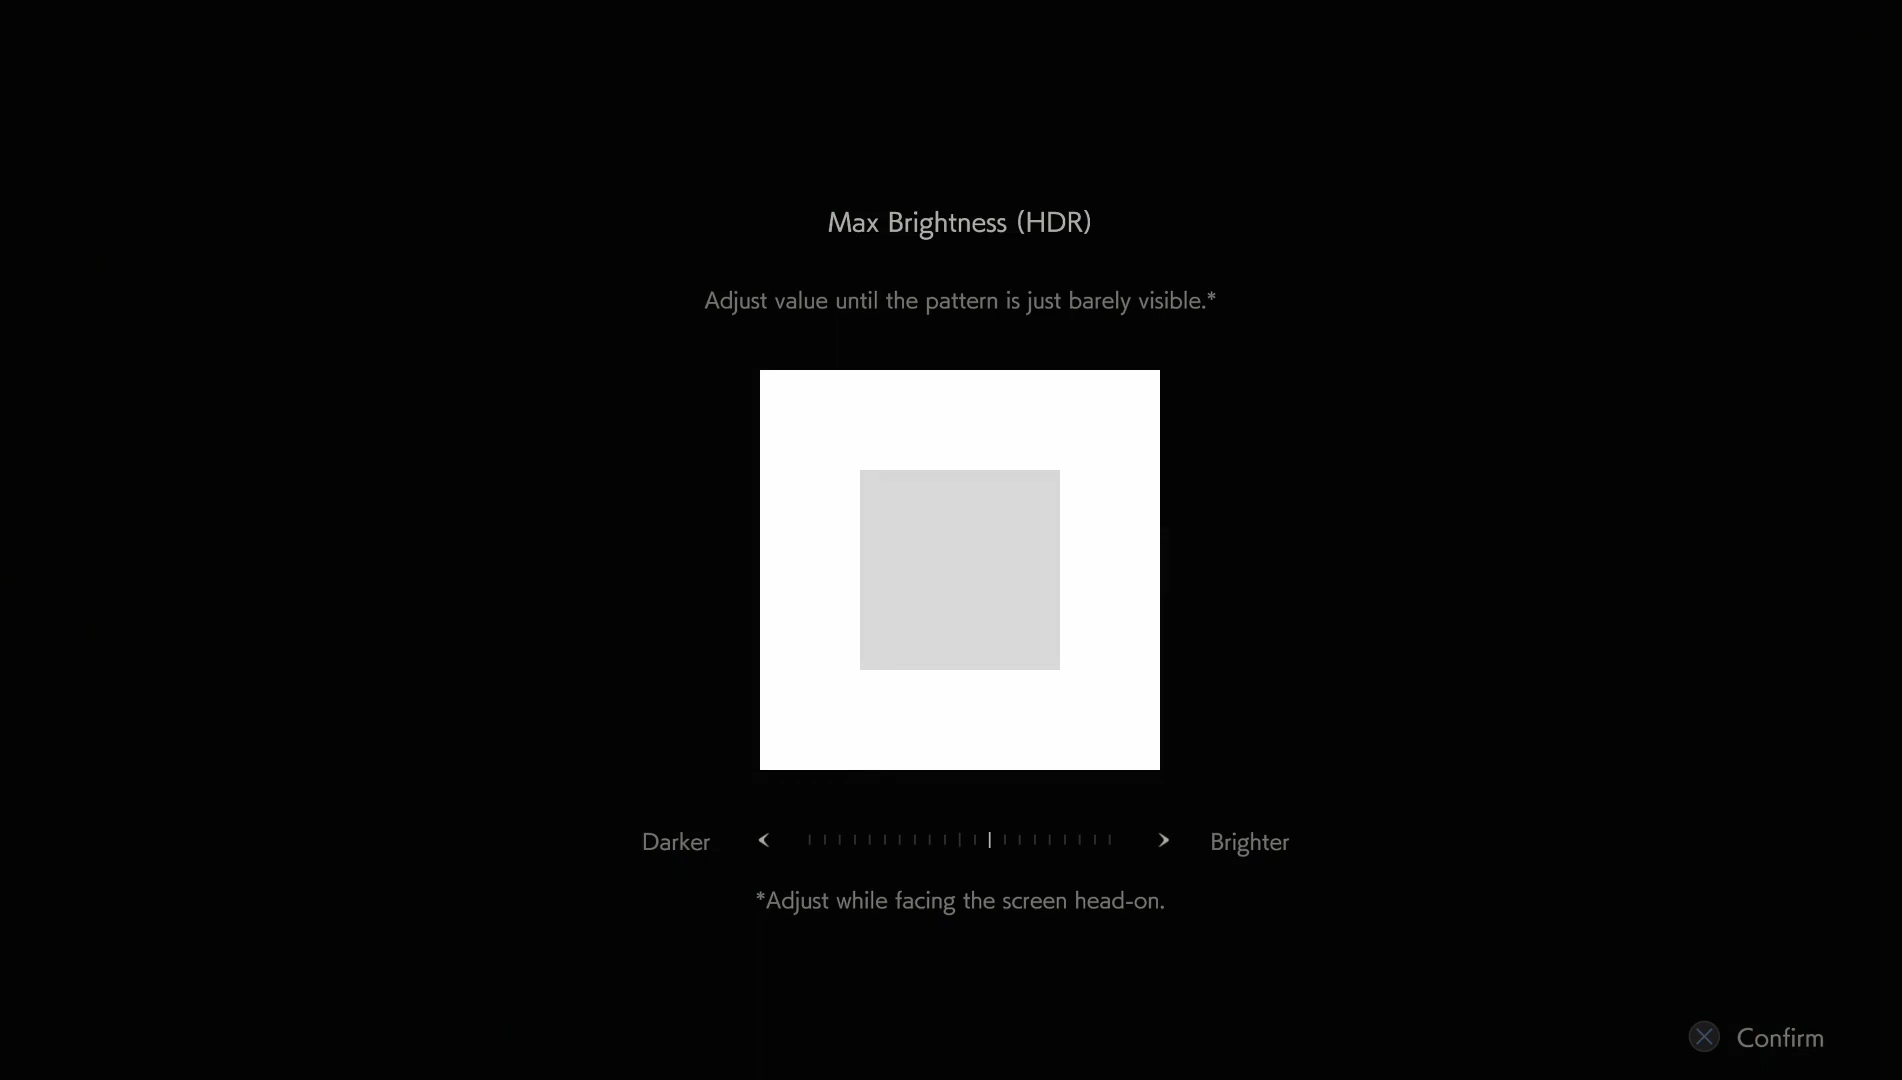 Max Brightness (HDR)
Adjust value until the pattern is just barely visible.*
Darker Brighter
*Adjust while facing the screen head-on.
Confirm